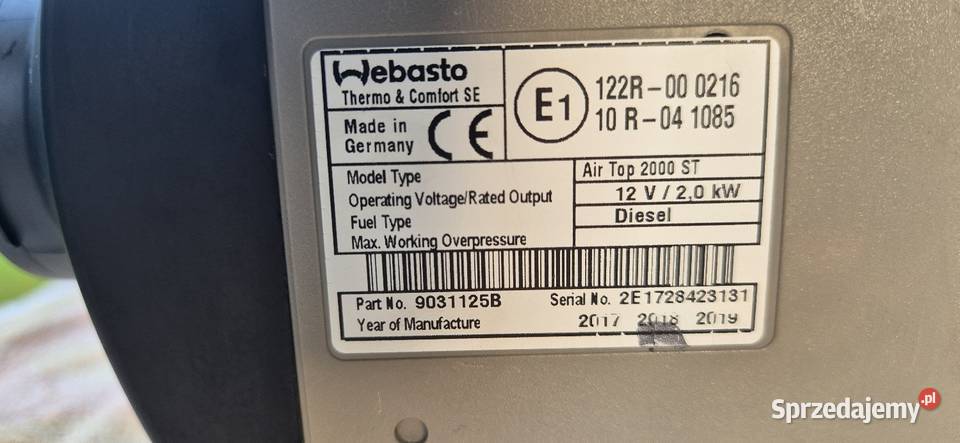 Webasto
Thermo & Comfort SE
Made in
Germany
CE
E1
122R-00 0216
10 R-04 1085
Model Type
Air Top 2000 ST
Operating Voltage/Rated Output
12 V / 2,0 kW
Fuel Type
Diesel
Max. Working Overpressure
Part No. 9031125B
Serial No. 2E1728423131
Year of Manufacture
2017 2018 2019
Sprzedajemy.pl